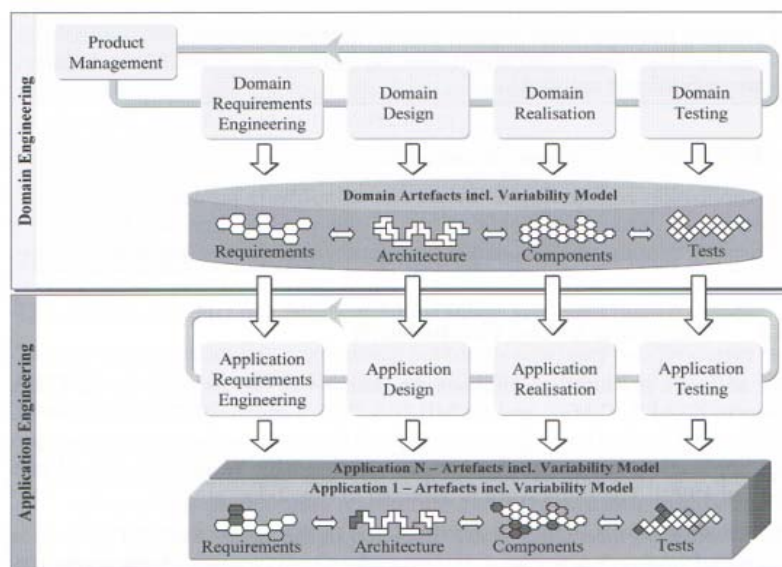 Domain Engineering
Product
Management
Domain
Requirements
Engineering
Domain
Design
Domain
Realisation
Domain
Testing
Domain Artefacts incl. Variability Model
Requirements
Architecture
Components
Tests
Application Engineering
Application
Requirements
Engineering
Application
Design
Application
Realisation
Application
Testing
Application N – Artefacts incl. Variability Model
Application 1 – Artefacts incl. Variability Model
Requirements
Architecture
Components
Tests